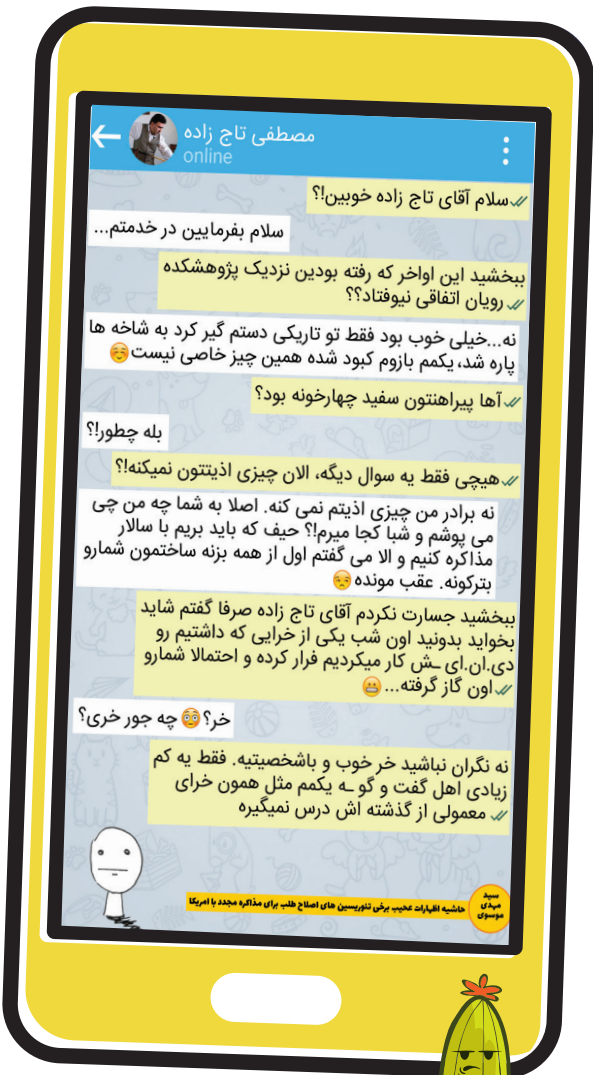 مصطفی تاج زاده
online
سلام آقای تاج زاده خوبین!؟
سلام بفرمایین در خدمتم...
ببخشید این اواخر که رفته بودین نزدیک پژوهشکده
رویان اتفاقی نیوفتاد؟؟
نه...خیلی خوب بود فقط تو تاریکی دستم گیر کرد به شاخه ها
پاره شد، یکمم بازوم کبود شده همین چیز خاصی نیست☺️
آها پیراهنتون سفید چهارخونه بود؟
بله چطور!؟
هیچی فقط یه سوال دیگه، الان چیزی اذیتتون نمیکنه!؟
نه برادر من چیزی اذیتم نمی کنه. اصلا به شما چه من چی
می پوشم و شبا کجا میرم!؟ حیف که باید بریم با سالار
مذاکره کنیم و الا می گفتم اول از همه بزنه ساختمون شمارو
بترکونه. عقب مونده😒
ببخشید جسارت نکردم آقای تاج زاده صرفا گفتم شاید
بخواید بدونید اون شب یکی از خرایی که داشتیم رو
دی.ان.ای ـش کار میکردیم فرار کرده و احتمالا شمارو
اون گاز گرفته...😬
خر؟😳 چه جور خری؟
نه نگران نباشید خر خوب و باشخصیتیه. فقط یه کم
زیادی اهل گفت و گو ـه یکمم مثل همون خرای
معمولی از گذشته اش درس نمیگیره
سید
مهدی
موسوی
حاشیه اظهارات عجیب برخی تئوریسین های اصلاح طلب برای مذاکره مجدد با امریکا